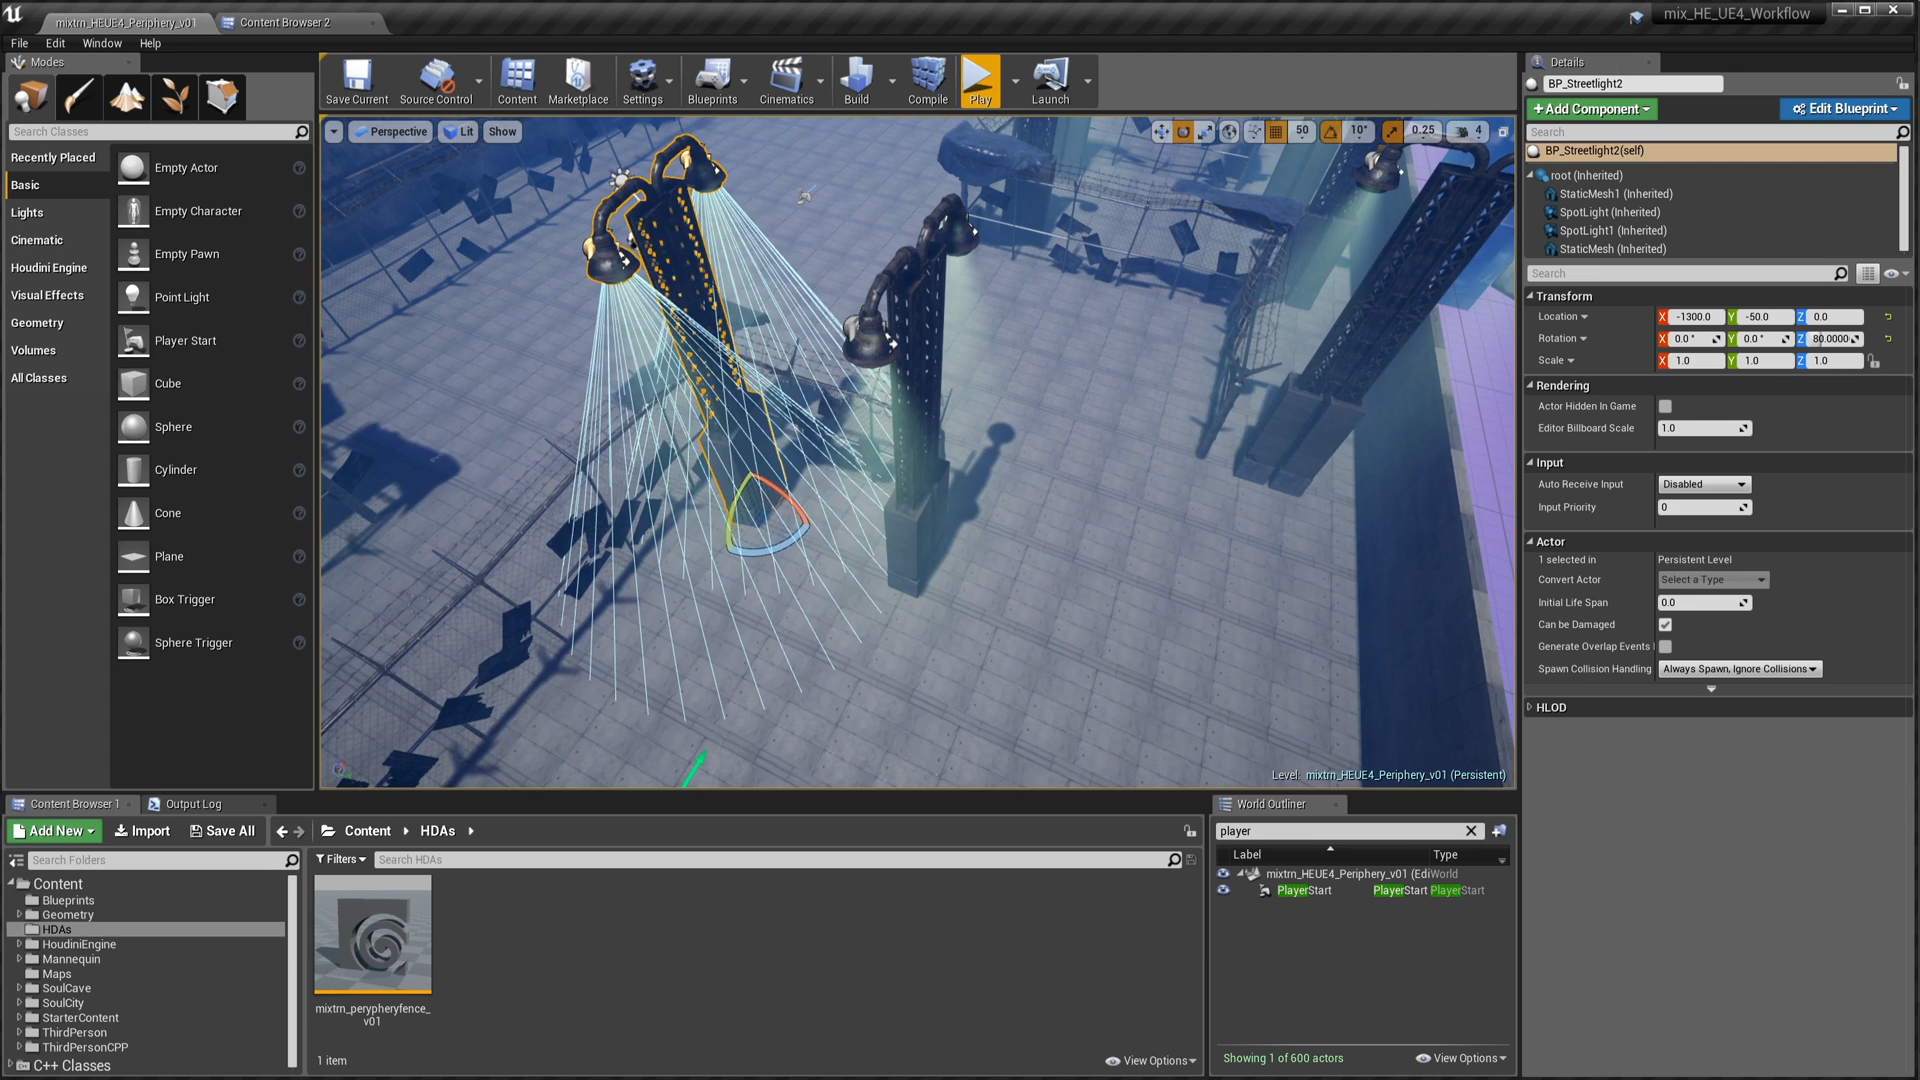 mixtrn_HEUE4_Periphery_v01
Content Browser 2
mix_HE_UE4_Workflow
File Edit Window Help
Modes
Search Classes
Recently Placed
Basic
Lights
Cinematic
Houdini Engine
Visual Effects
Geometry
Volumes
All Classes
Empty Actor
Empty Character
Empty Pawn
Point Light
Player Start
Cube
Sphere
Cylinder
Cone
Plane
Box Trigger
Sphere Trigger
Save Current
Source Control
Content
Marketplace
Settings
Blueprints
Cinematics
Build
Compile
Play
Launch
Perspective
Lit
Show
50
10°
0.25
4
Level: mixtrn_HEUE4_Periphery_v01 (Persistent)
Details
BP_Streetlight2
+Add Component
Edit Blueprint
Search
BP_Streetlight2(self)
root (Inherited)
StaticMesh1 (Inherited)
SpotLight (Inherited)
SpotLight1 (Inherited)
StaticMesh (Inherited)
Search
Transform
Location X -1300.0 Y -50.0 Z 0.0
Rotation X 0.0 ° Y 0.0 ° Z 80.0000
Scale X 1.0 Y 1.0 Z 1.0
Rendering
Actor Hidden In Game
Editor Billboard Scale 1.0
Input
Auto Receive Input Disabled
Input Priority 0
Actor
1 selected in Persistent Level
Convert Actor Select a Type
Initial Life Span 0.0
Can be Damaged
Generate Overlap Events
Spawn Collision Handling Always Spawn, Ignore Collisions
HLOD
Content Browser 1
Output Log
Add New
Import
Save All
Content
HDAs
Search Folders
Content
Blueprints
Geometry
HDAs
HoudiniEngine
Mannequin
Maps
SoulCave
SoulCity
StarterContent
ThirdPerson
ThirdPersonCPP
C++ Classes
Filters
Search HDAs
mixtrn_perypheryfence_
v01
1 item
View Options
World Outliner
player
Label Type
mixtrn_HEUE4_Periphery_v01 (Edi World
PlayerStart PlayerStart PlayerStart
Showing 1 of 600 actors
View Options